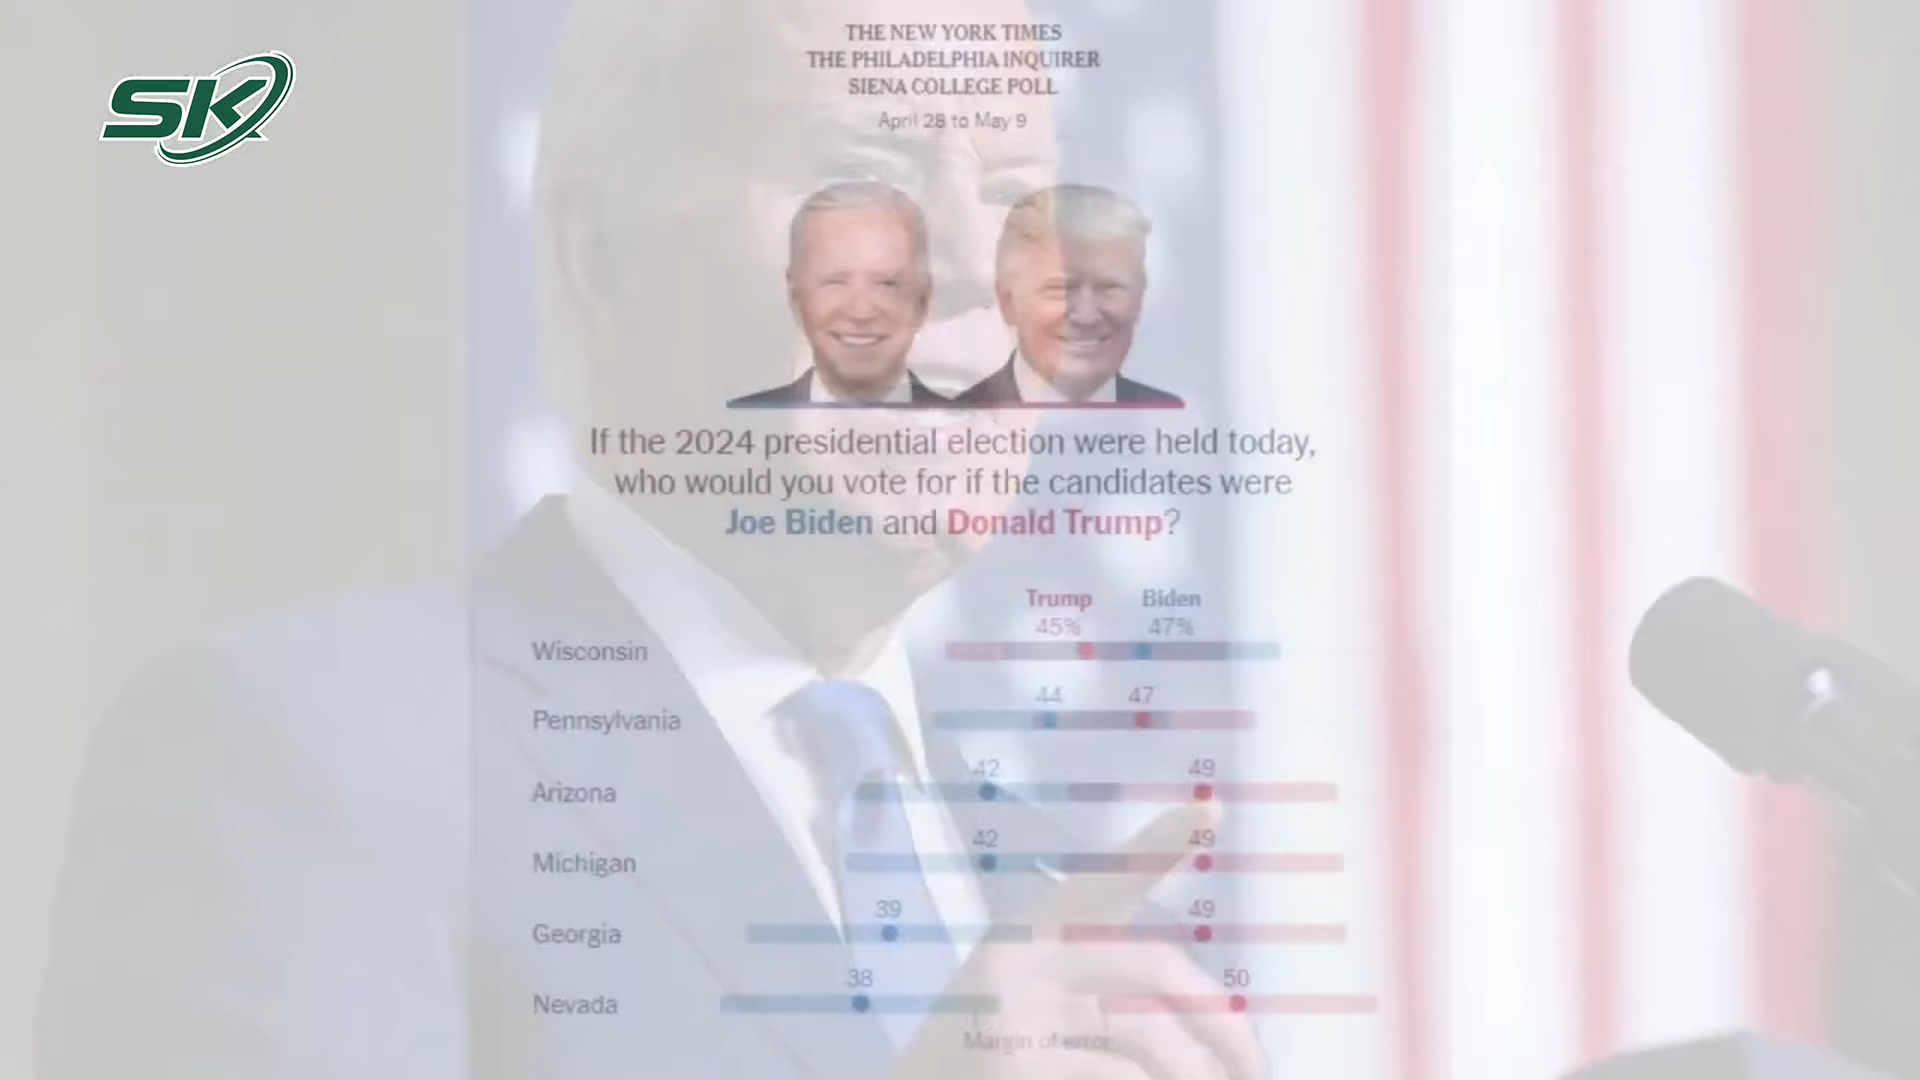 SK
THE NEW YORK TIMES
THE PHILADELPHIA INQUIRER
SIENA COLLEGE POLL
April 28 to May 9
If the 2024 presidential election were held today,
who would you vote for if the candidates were
Joe Biden and Donald Trump?
Trump Biden
45% 47%
Wisconsin
44 47
Pennsylvania
42 49
Arizona
42 49
Michigan
39 49
Georgia
38 50
Nevada
Margin of error